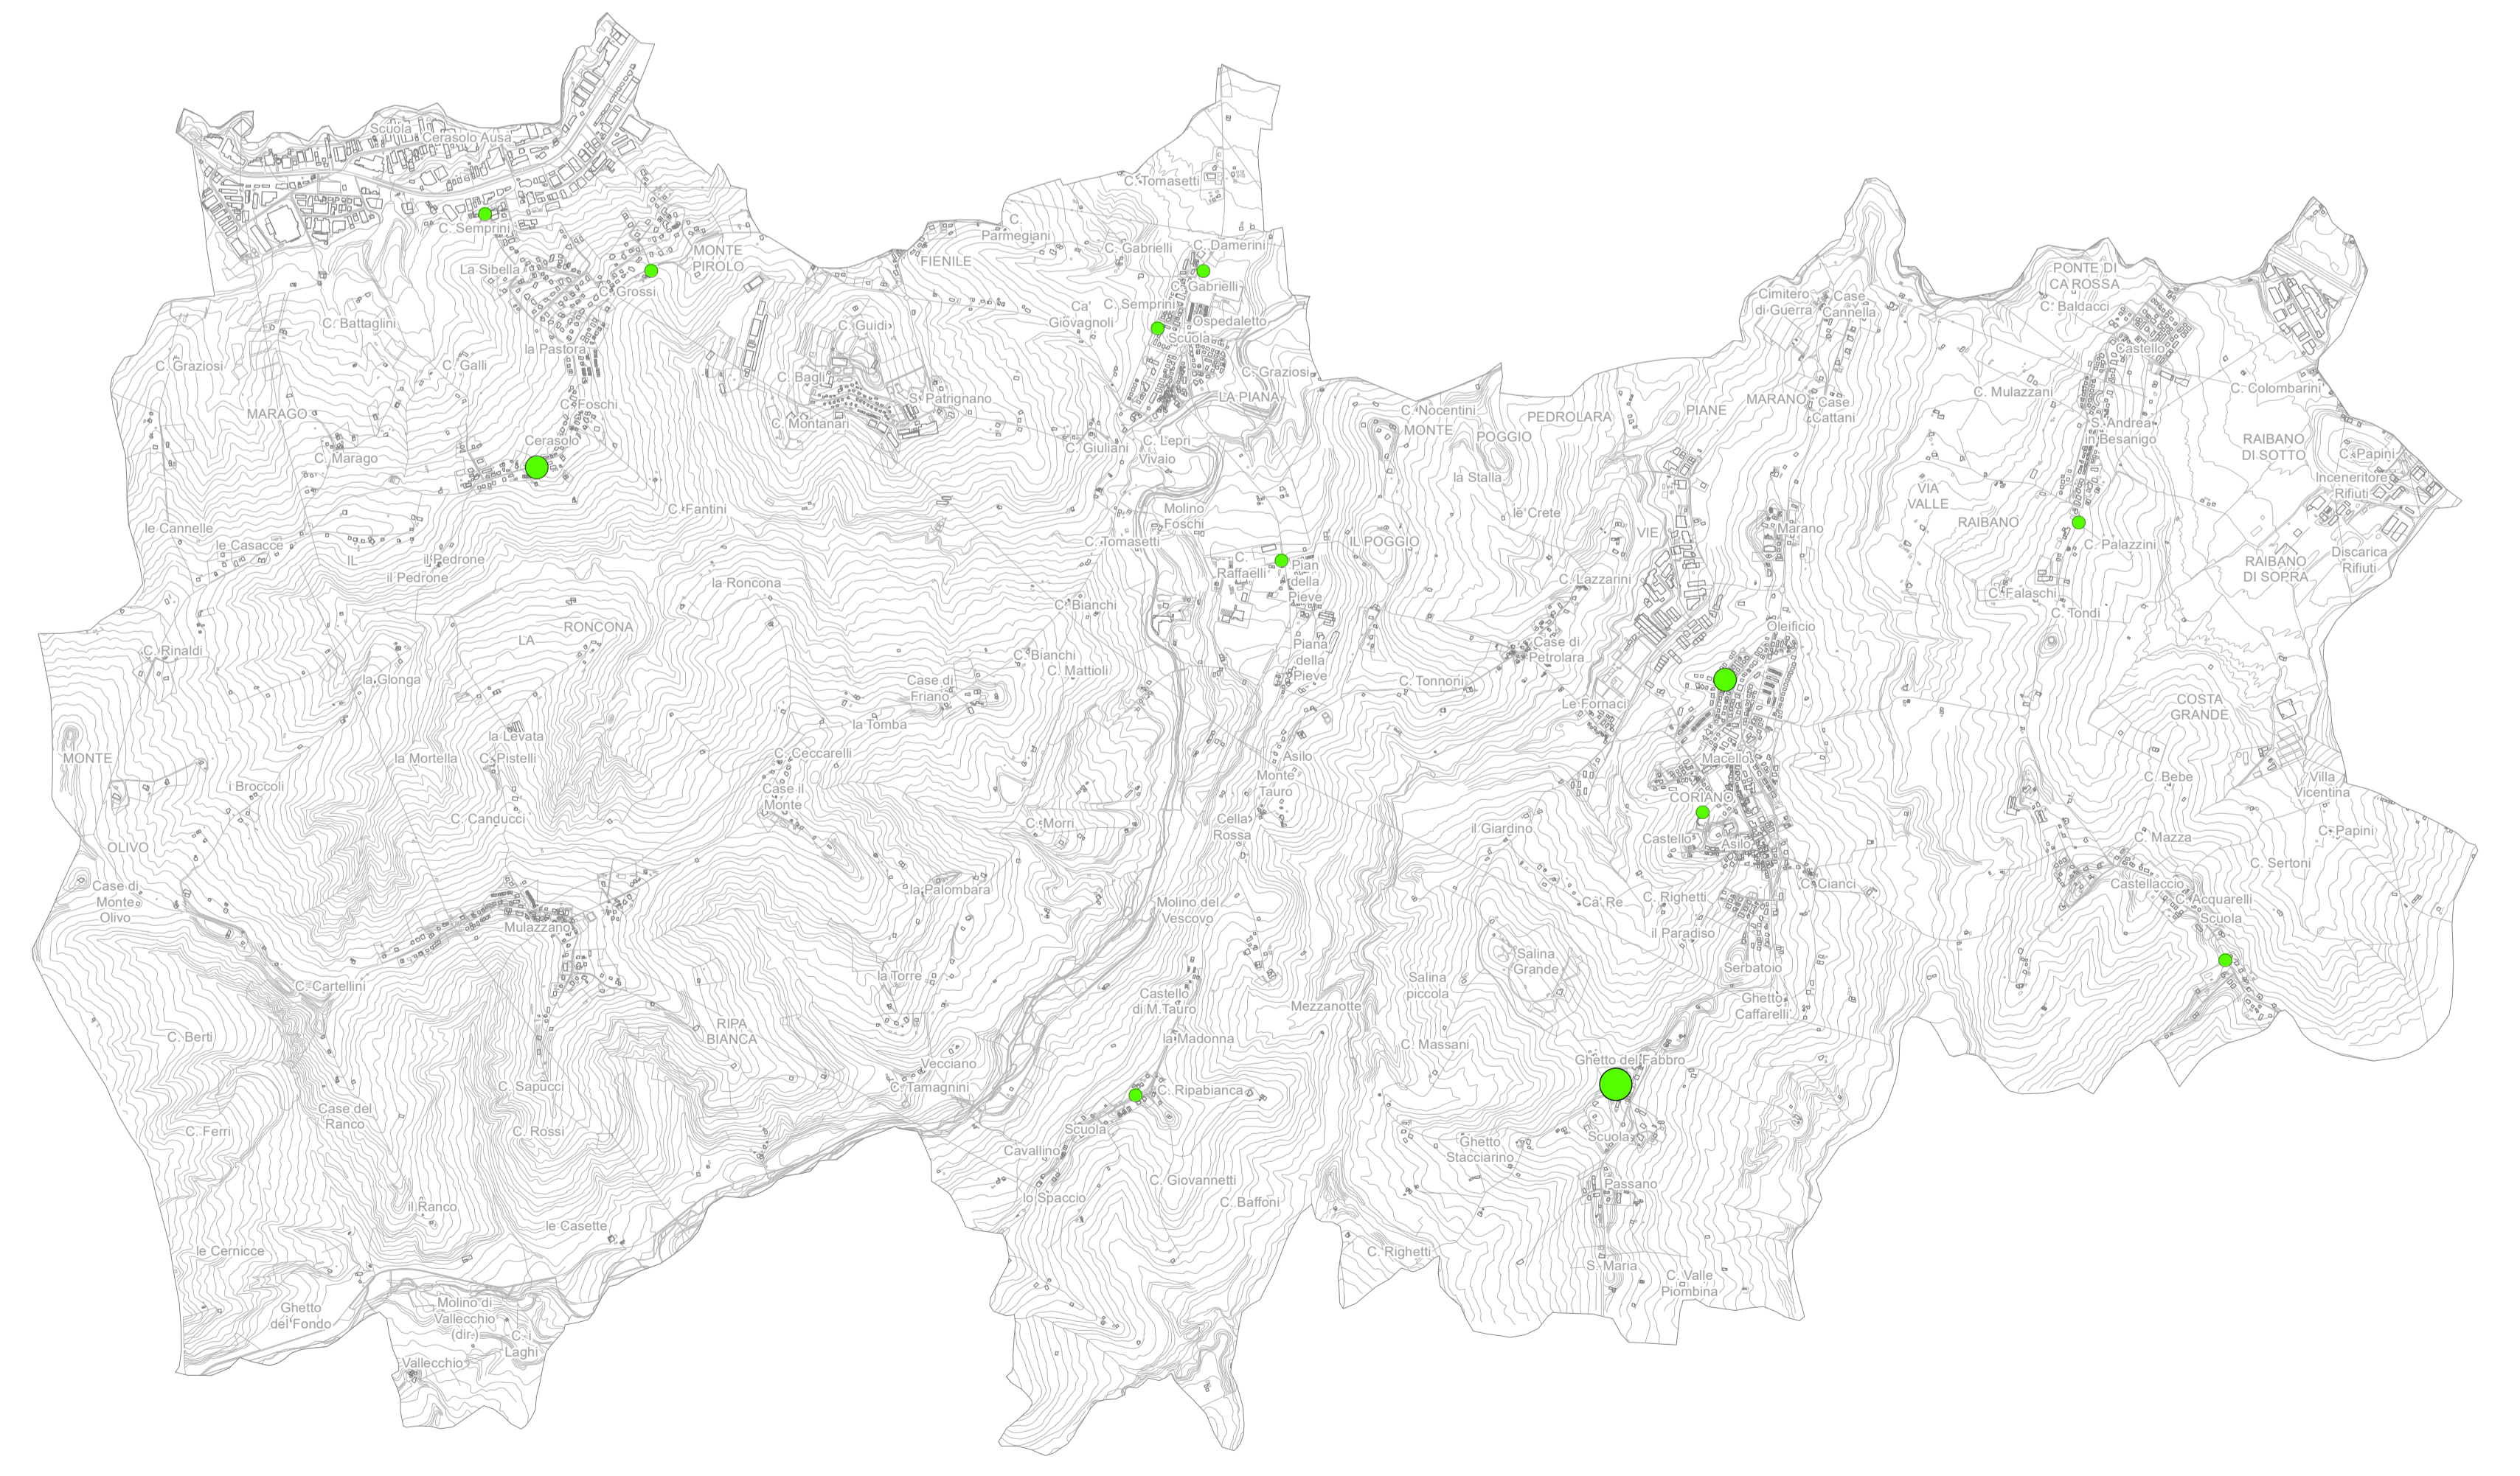 Scuola
Cerasolo Ausa
C. Semprini
La Sibella
C. Grossi
MONTE
PIROLO
C. Battaglini
la Pastora
C. Graziosi
C. Galli
MARAGO
C. Foschi
Cerasolo
C. Marago
le Cannelle
le Casacce
IL
il Pedrone
il Pedrone
C. Fantini
C. Tomasetti
C.
Parmegiani
FIENILE
C. Gabrielli
C. Damerini
C. Gabrielli
Ca'
Giovagnoli
C. Semprini
Ospedaletto
Scuola
C. Guidi
C. Bagli
S. Patrignano
C. Montanari
C. Graziosi
LA PIANA
C. Giuliani
C. Lepri
Vivaio
Molino
Foschi
C. Tomasetti
C.
Raffaelli
Pian
della
Pieve
Piana
della
Pieve
C. Nocentini
MONTE
POGGIO
PEDROLARA
PIANE
la Stalla
le Crete
IL POGGIO
VIE
C. Lazzarini
Case di
Petrolara
C. Tonnoni
Le Fornaci
Cimitero
di Guerra
Case
Cannella
MARANO
Case
Cattani
Marano
Oleificio
PONTE DI
CA'ROSSA
C. Baldacci
Castello
C. Mulazzani
C. Colombarini
S. Andrea
in Besanigo
RAIBANO
DI SOTTO
C. Papini
Inceneritore
Rifiuti
VIA
VALLE
RAIBANO
C. Palazzini
RAIBANO
DI SOPRA
Discarica
Rifiuti
C. Falaschi
C. Tondi
COSTA
GRANDE
C. Bebe
Villa
Vicentina
C. Papini
C. Mazza
C. Sertoni
Castellaccio
C. Acquarelli
Scuola
C. Rinaldi
LA
RONCONA
la Roncona
la Glonga
C. Bianchi
C. Bianchi
C. Mattioli
Case di
Friano
la Tomba
MONTE
la Levata
la Mortella
C. Pistelli
i Broccoli
C. Canducci
C. Ceccarelli
Case il
Monte
C. Morri
OLIVO
Case di
Monte
Olivo
Mulazzano
la Palombara
la Torre
C. Cartellini
C. Berti
RIPA
BIANCA
Vecciano
C. Tamagnini
C. Sapucci
Case del
Ranco
C. Ferri
C. Rossi
il Ranco
le Casette
le Cernicce
Ghetto
del Fondo
Molino di
Vallecchio
(dir.)
C. i
Laghi
Vallecchio
Asilo
Monte
Tauro
Cella
Rossa
Molino del
Vescovo
Castello
di M.Tauro
Mezzanotte
la Madonna
C. Ripabianca
Scuola
Cavallino
lo Spaccio
C. Giovannetti
C. Baffoni
Macello
CORIANO
Castello
Asilo
il Giardino
C. Cianci
Ca' Re
C. Righetti
il Paradiso
Salina
Grande
Salina
piccola
Serbatoio
Ghetto
Caffarelli
C. Massani
Ghetto del Fabbro
Scuola
Ghetto
Stacciarino
Passano
C. Righetti
S. Maria
C. Valle
Piombina